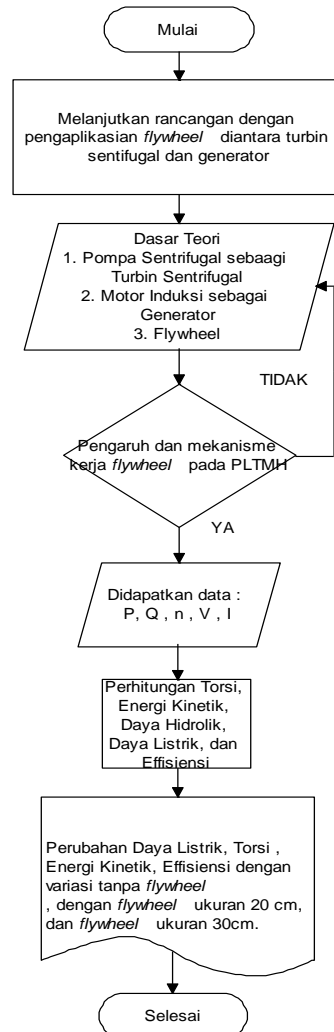 Mulai
Melanjutkan rancangan dengan
pengaplikasian flywheel diantara turbin
sentifugal dan generator
Dasar Teori
1. Pompa Sentrifugal sebaagi
Turbin Sentrifugal
2. Motor Induksi sebagai
Generator
3. Flywheel
TIDAK
Pengaruh dan mekanisme
kerja flywheel pada PLTMH
YA
Didapatkan data :
P, Q , n , V , I
Perhitungan Torsi,
Energi Kinetik,
Daya Hidrolik,
Daya Listrik, dan
Effisiensi
Perubahan Daya Listrik, Torsi ,
Energi Kinetik, Effisiensi dengan
variasi tanpa flywheel
, dengan flywheel ukuran 20 cm,
dan flywheel ukuran 30cm.
Selesai